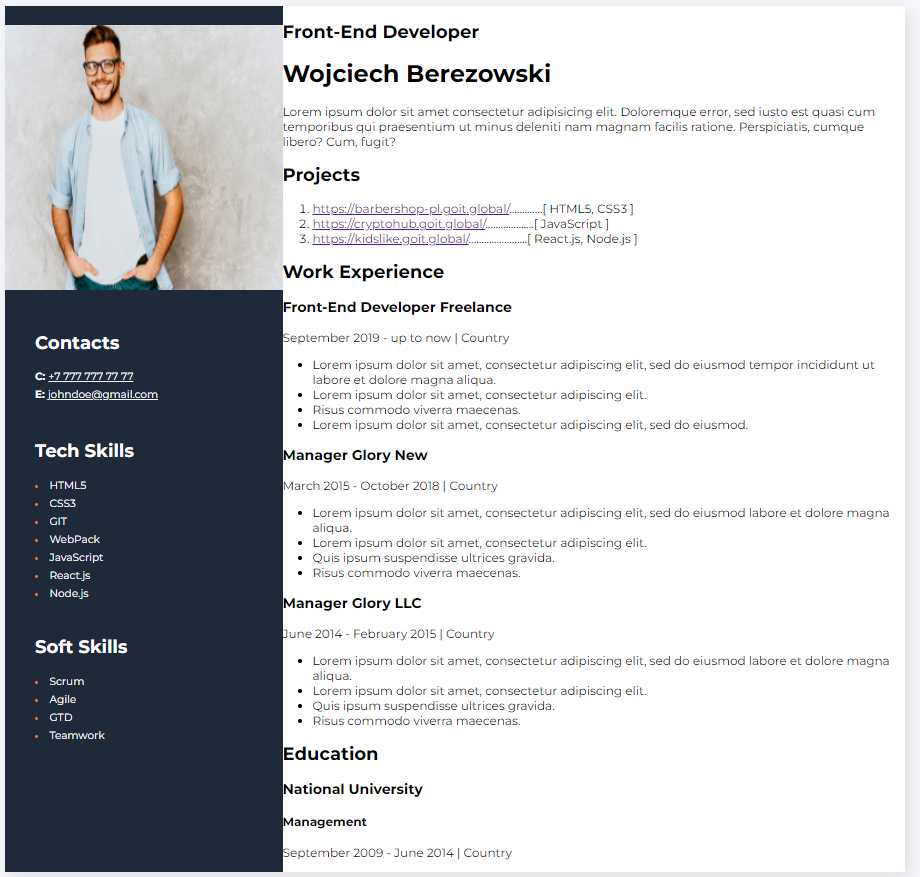 Contacts
C: +7 777 777 77 77
E: johndoe@gmail.com
Tech Skills
• HTML5
• CSS3
• GIT
• WebPack
• JavaScript
• React.js
• Node.js
Soft Skills
• Scrum
• Agile
• GTD
• Teamwork
Front-End Developer
Wojciech Berezowski
Lorem ipsum dolor sit amet consectetur adipisicing elit. Doloremque error, sed iusto est quasi cum
temporibus qui praesentium ut minus deleniti nam magnam facilis ratione. Perspiciatis, cumque
libero? Cum, fugit?
Projects
1. https://barbershop-pl.goit.global/.............[ HTML5, CSS3 ]
2. https://cryptohub.goit.global/...................[ JavaScript ]
3. https://kidslike.goit.global/.......................[ React.js, Node.js ]
Work Experience
Front-End Developer Freelance
September 2019 - up to now | Country
• Lorem ipsum dolor sit amet, consectetur adipiscing elit, sed do eiusmod tempor incididunt ut
labore et dolore magna aliqua.
• Lorem ipsum dolor sit amet, consectetur adipiscing elit.
• Risus commodo viverra maecenas.
• Lorem ipsum dolor sit amet, consectetur adipiscing elit, sed do eiusmod.
Manager Glory New
March 2015 - October 2018 | Country
• Lorem ipsum dolor sit amet, consectetur adipiscing elit, sed do eiusmod labore et dolore magna
aliqua.
• Lorem ipsum dolor sit amet, consectetur adipiscing elit.
• Quis ipsum suspendisse ultrices gravida.
• Risus commodo viverra maecenas.
Manager Glory LLC
June 2014 - February 2015 | Country
• Lorem ipsum dolor sit amet, consectetur adipiscing elit, sed do eiusmod labore et dolore magna
aliqua.
• Lorem ipsum dolor sit amet, consectetur adipiscing elit.
• Quis ipsum suspendisse ultrices gravida.
• Risus commodo viverra maecenas.
Education
National University
Management
September 2009 - June 2014 | Country